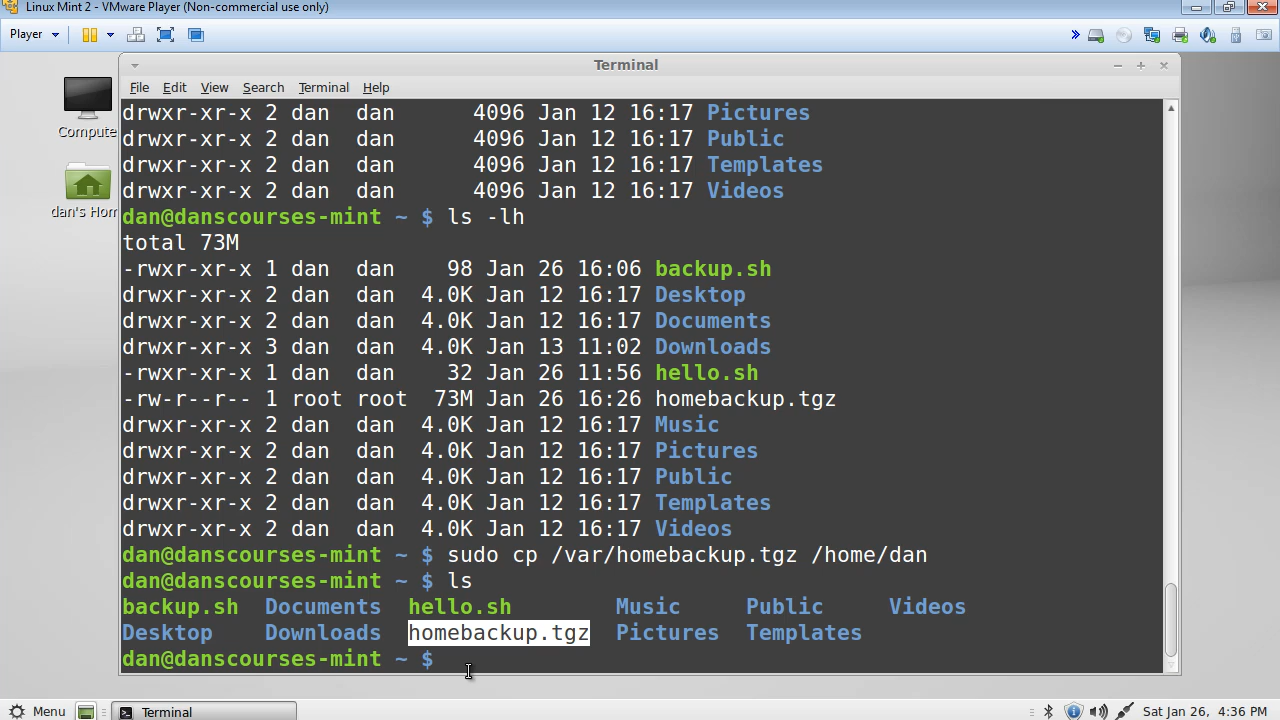 Linux Mint 2 - VMware Player (Non-commercial use only)
Player
Compute
dan's Hom
Terminal
File Edit View Search Terminal Help
drwxr-xr-x 2 dan dan 4096 Jan 12 16:17 Pictures
drwxr-xr-x 2 dan dan 4096 Jan 12 16:17 Public
drwxr-xr-x 2 dan dan 4096 Jan 12 16:17 Templates
drwxr-xr-x 2 dan dan 4096 Jan 12 16:17 Videos
dan@danscourses-mint ~ $ ls -lh
total 73M
-rwxr-xr-x 1 dan dan 98 Jan 26 16:06 backup.sh
drwxr-xr-x 2 dan dan 4.0K Jan 12 16:17 Desktop
drwxr-xr-x 2 dan dan 4.0K Jan 12 16:17 Documents
drwxr-xr-x 3 dan dan 4.0K Jan 13 11:02 Downloads
-rwxr-xr-x 1 dan dan 32 Jan 26 11:56 hello.sh
-rw-r--r-- 1 root root 73M Jan 26 16:26 homebackup.tgz
drwxr-xr-x 2 dan dan 4.0K Jan 12 16:17 Music
drwxr-xr-x 2 dan dan 4.0K Jan 12 16:17 Pictures
drwxr-xr-x 2 dan dan 4.0K Jan 12 16:17 Public
drwxr-xr-x 2 dan dan 4.0K Jan 12 16:17 Templates
drwxr-xr-x 2 dan dan 4.0K Jan 12 16:17 Videos
dan@danscourses-mint ~ $ sudo cp /var/homebackup.tgz /home/dan
dan@danscourses-mint ~ $ ls
backup.sh Documents hello.sh Music Public Videos
Desktop Downloads homebackup.tgz Pictures Templates
dan@danscourses-mint ~ $
Menu Terminal Sat Jan 26, 4:36 PM